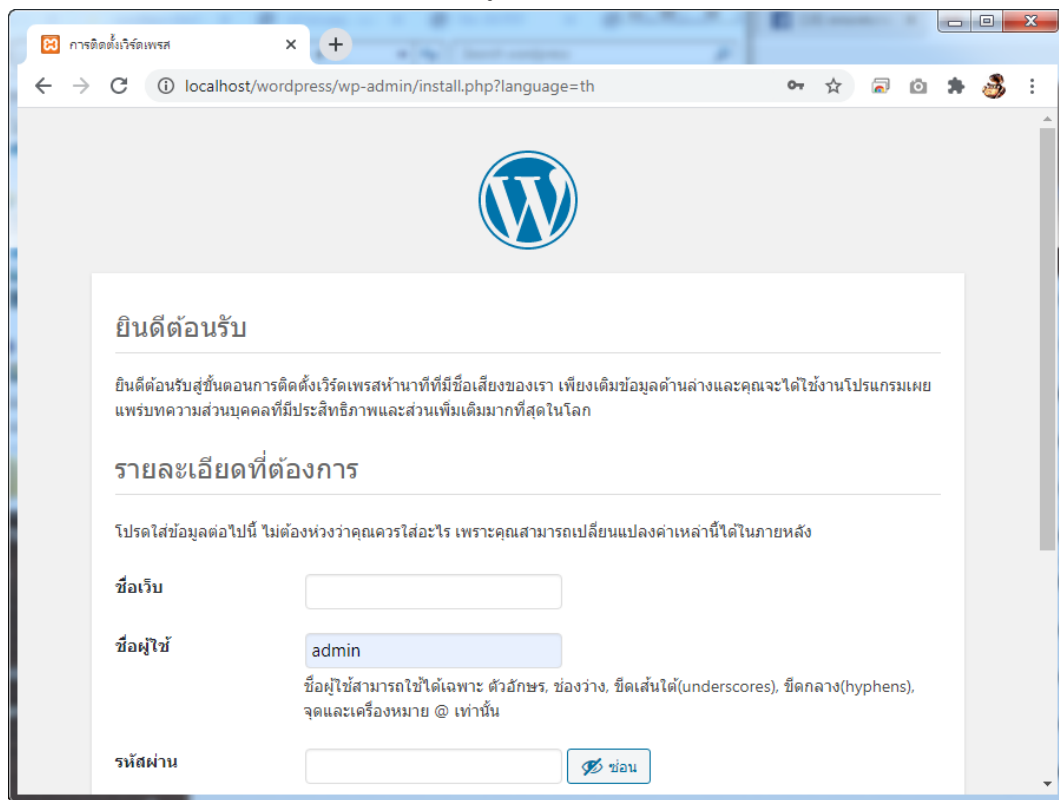 การติดตั้งเวิร์ดเพรส
localhost/wordpress/wp-admin/install.php?language=th
ยินดีต้อนรับ
ยินดีต้อนรับสู่ขั้นตอนการติดตั้งเวิร์ดเพรสห้านาทีที่มีชื่อเสียงของเรา เพียงเติมข้อมูลด้านล่างและคุณจะได้ใช้งานโปรแกรมเผย
แพร่บทความส่วนบุคคลที่มีประสิทธิภาพและส่วนเพิ่มเติมมากที่สุดในโลก
รายละเอียดที่ต้องการ
โปรดใส่ข้อมูลต่อไปนี้ ไม่ต้องห่วงว่าคุณควรใส่อะไร เพราะคุณสามารถเปลี่ยนแปลงค่าเหล่านี้ได้ในภายหลัง
ชื่อเว็บ
ชื่อผู้ใช้
admin
ชื่อผู้ใช้สามารถใช้ได้เฉพาะ ตัวอักษร, ช่องว่าง, ขีดเส้นใต้(underscores), ขีดกลาง(hyphens),
จุดและเครื่องหมาย @ เท่านั้น
รหัสผ่าน
ซ่อน